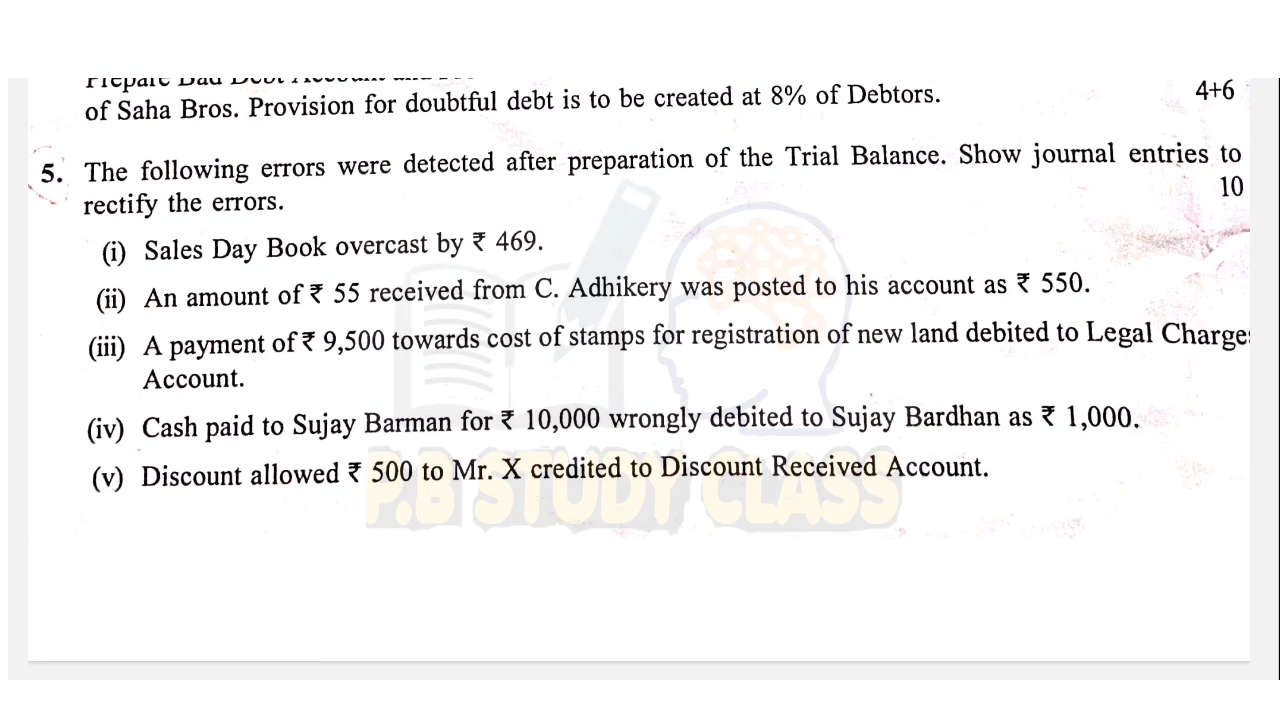 of Saha Bros. Provision for doubtful debt is to be created at 8% of Debtors. 4+6
5. The following errors were detected after preparation of the Trial Balance. Show journal entries to
rectify the errors. 10
(i) Sales Day Book overcast by ₹ 469.
(ii) An amount of ₹ 55 received from C. Adhikery was posted to his account as ₹ 550.
(iii) A payment of ₹ 9,500 towards cost of stamps for registration of new land debited to Legal Charge
Account.
(iv) Cash paid to Sujay Barman for ₹ 10,000 wrongly debited to Sujay Bardhan as ₹ 1,000.
(v) Discount allowed ₹ 500 to Mr. X credited to Discount Received Account.
P.B STUDY CLASS